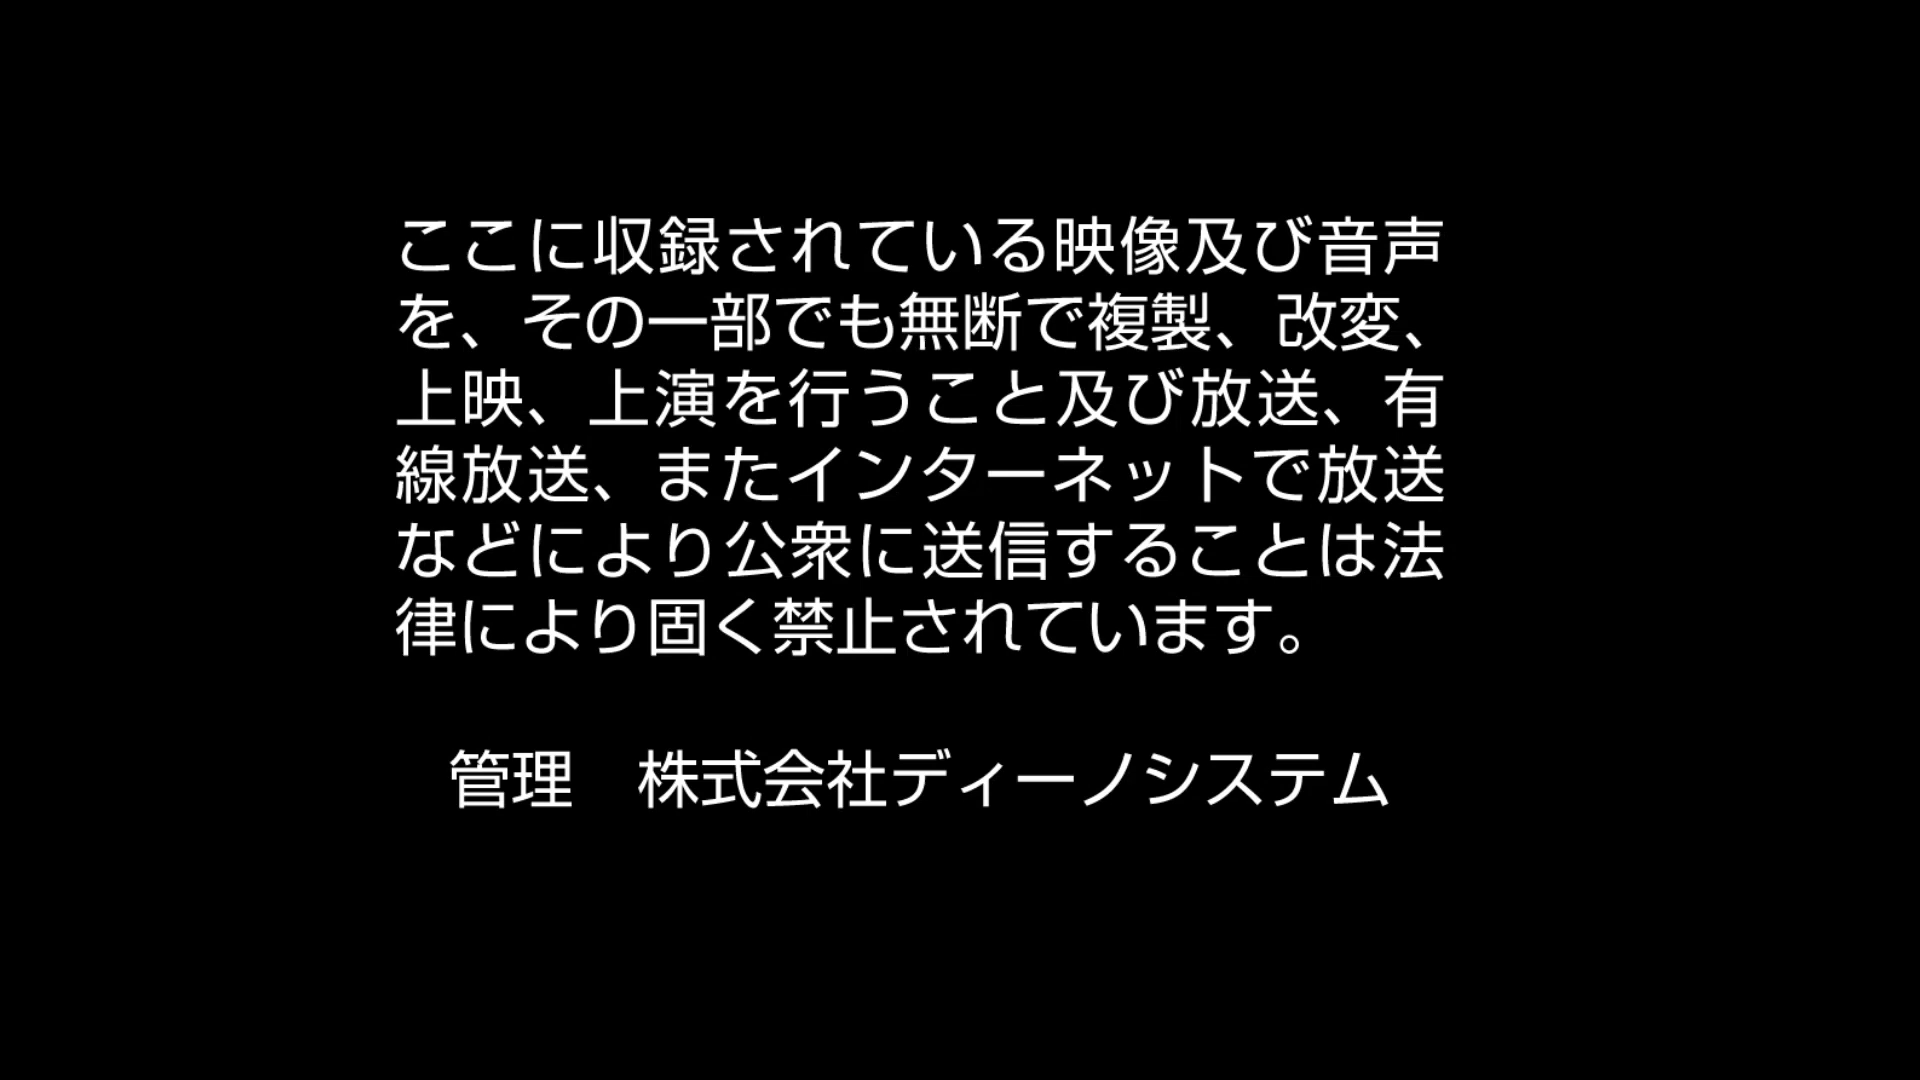 ここに収録されている映像及び音声
を、その一部でも無断で複製、改変、
上映、上演を行うこと及び放送、有
線放送、またインターネットで放送
などにより公衆に送信することは法
律により固く禁止されています。
管理　株式会社ディーノシステム